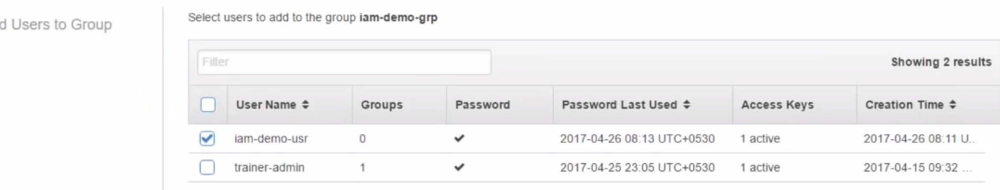 d Users to Group
Select users to add to the group iam-demo-grp
Filter
Showing 2 results
User Name Groups Password Password Last Used Access Keys Creation Time
iam-demo-usr 0 2017-04-26 08:13 UTC+0530 1 active 2017-04-26 08:11 U...
trainer-admin 1 2017-04-25 23:05 UTC+0530 1 active 2017-04-15 09:32 ...